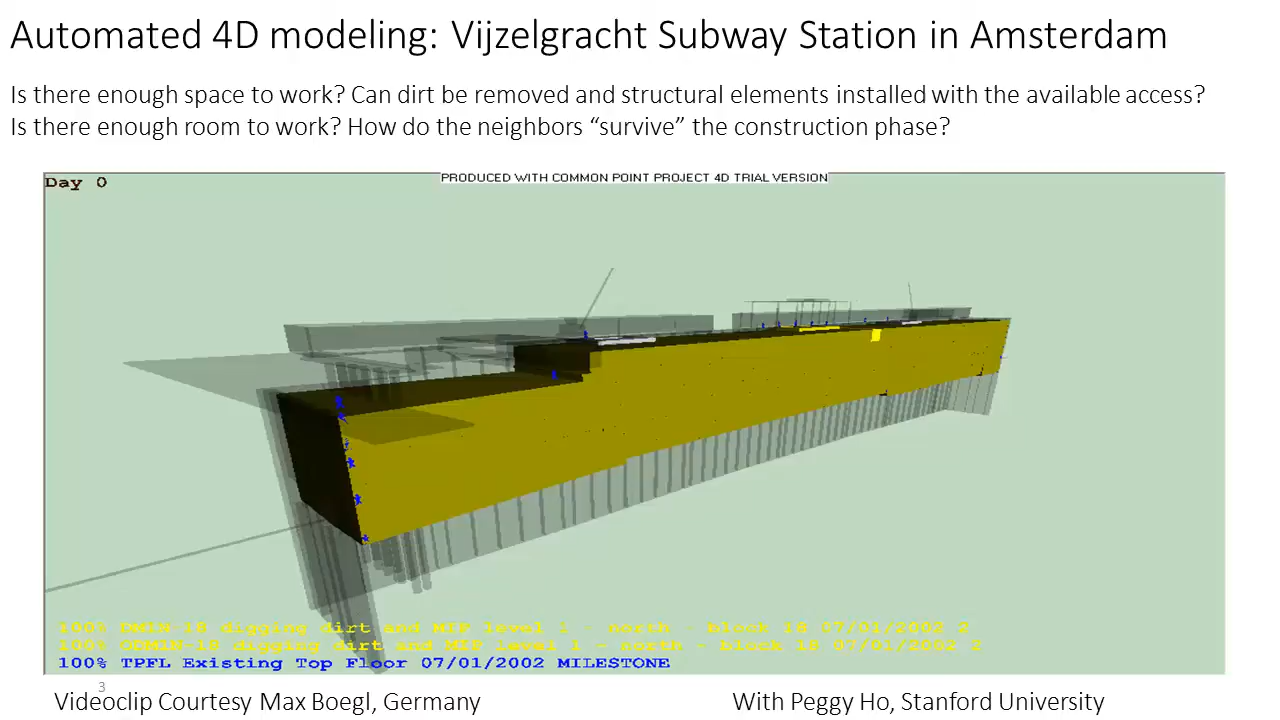 Automated 4D modeling: Vijzelgracht Subway Station in Amsterdam
Is there enough space to work? Can dirt be removed and structural elements installed with the available access?
Is there enough room to work? How do the neighbors “survive” the construction phase?
Day 0
PRODUCED WITH COMMON POINT PROJECT 4D TRIAL VERSION
100% DMIN-18 digging dirt and MIF level 1 - north - block 18 07/01/2002 2
100% ODMIN-18 digging dirt and MIF level 1 - north - block 18 07/01/2002 2
100% TPFL Existing Top Floor 07/01/2002 MILESTONE
3
Videoclip Courtesy Max Boegl, Germany
With Peggy Ho, Stanford University